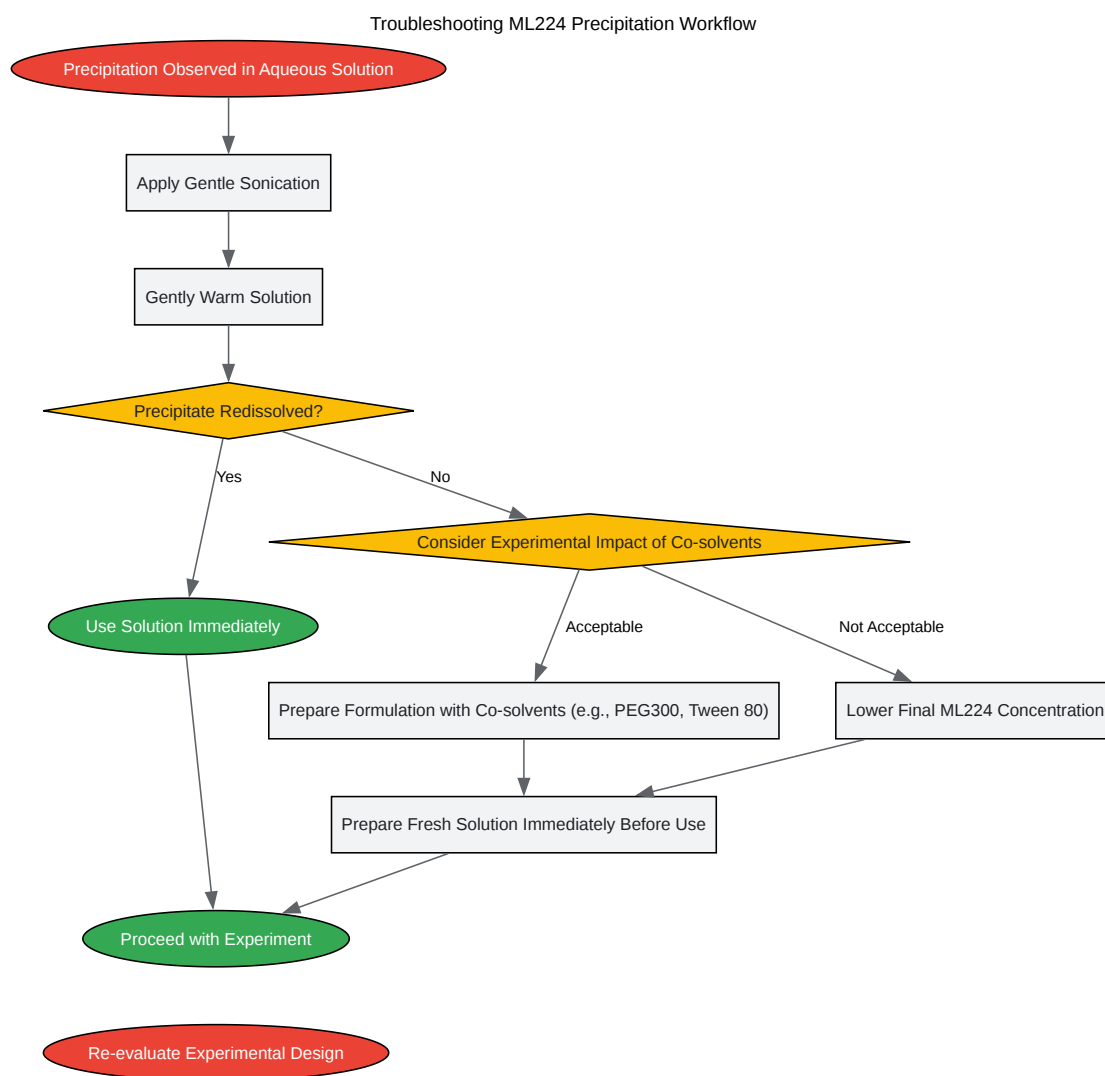 Troubleshooting ML224 Precipitation Workflow
Precipitation Observed in Aqueous Solution
Apply Gentle Sonication
Gently Warm Solution
Precipitate Redissolved?
Yes
No
Consider Experimental Impact of Co-solvents
Use Solution Immediately
Acceptable
Not Acceptable
Prepare Formulation with Co-solvents (e.g., PEG300, Tween 80)
Lower Final ML224 Concentration
Prepare Fresh Solution Immediately Before Use
Proceed with Experiment
Re-evaluate Experimental Design